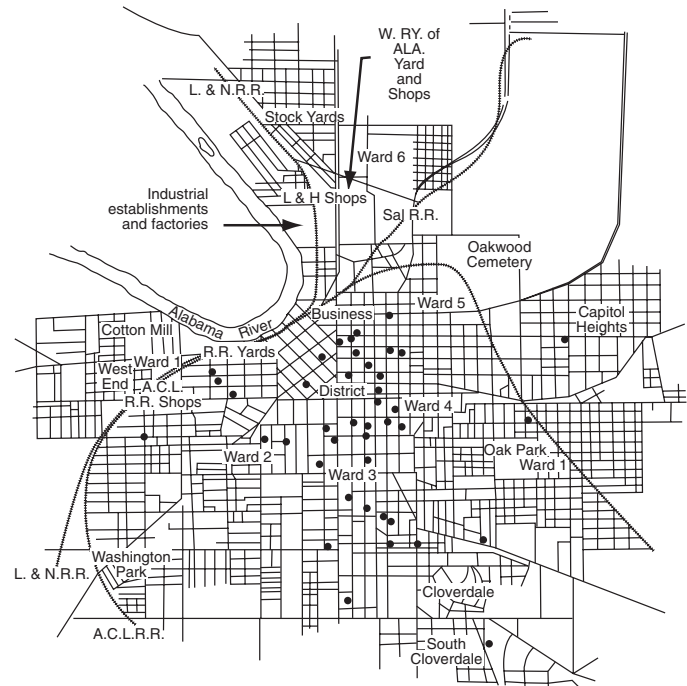 W. RY. of
ALA.
Yard
and
Shops
L. & N.R.R.
Stock Yards
Ward 6
L & H Shops
Industrial
establishments
and factories
Sal R.R.
Oakwood
Cemetery
Ward 5
Capitol
Heights
Alabama River
Business
Cotton Mill
R.R. Yards
Ward 1
West
End
A.C.L.
R.R. Shops
District
Ward 4
Oak Park
Ward 1
Ward 2
Ward 3
Washington
Park
L. & N.R.R.
Cloverdale
A.C.L.R.R.
South
Cloverdale